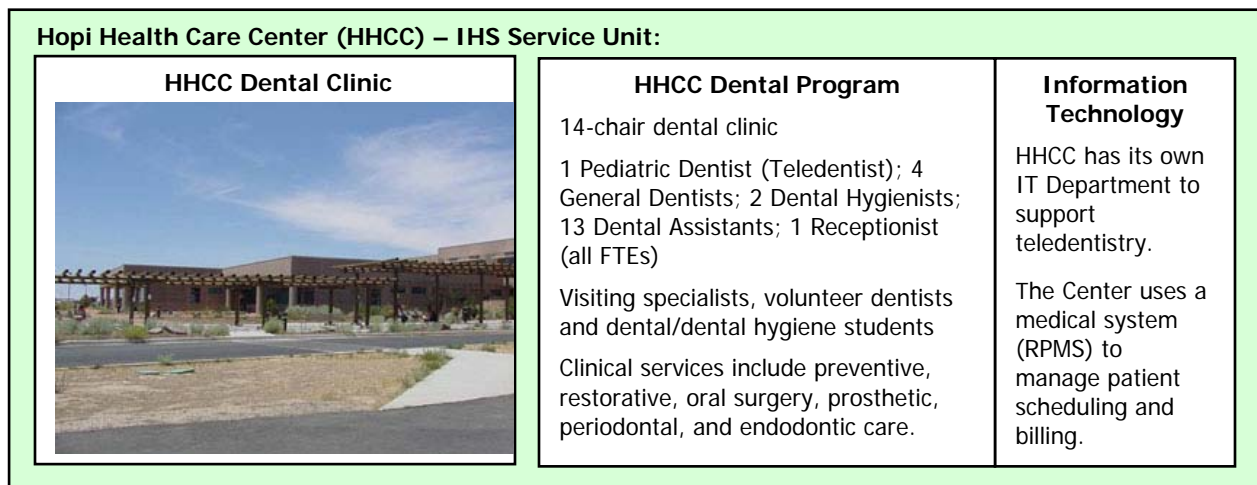 Hopi Health Care Center (HHCC) – IHS Service Unit:
HHCC Dental Clinic
HHCC Dental Program
14-chair dental clinic
1 Pediatric Dentist (Teledentist); 4
General Dentists; 2 Dental Hygienists;
13 Dental Assistants; 1 Receptionist
(all FTEs)
Visiting specialists, volunteer dentists
and dental/dental hygiene students
Clinical services include preventive,
restorative, oral surgery, prosthetic,
periodontal, and endodontic care.
Information
Technology
HHCC has its own
IT Department to
support
teledentistry.
The Center uses a
medical system
(RPMS) to
manage patient
scheduling and
billing.